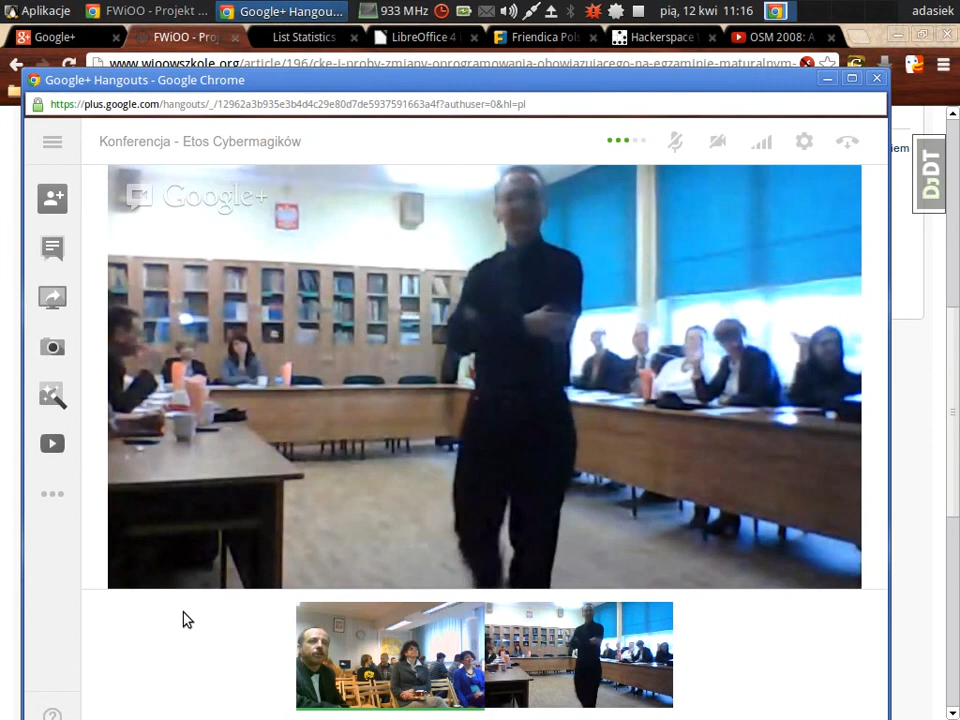 Aplikacje
FWiOO - Projekt ...
Google+ Hangou...
933 MHz
pią, 12 kwi 11:16
adasiek
Google+
FWiOO - Proj
List Statistics
LibreOffice 4
Friendica Pols
Hackerspace
OSM 2008: A
www.wioowszkole.org/article/196/cke-i-proby-zmiany-oprogramowania-obowiazujacego-na-egzaminie-maturalnym-
Google+ Hangouts - Google Chrome
https://plus.google.com/hangouts/_/12962a3b935e3b4d4c29e80d7de5937591663a4f?authuser=0&hl=pl
Konferencja - Etos Cybermagików
iem
Google+